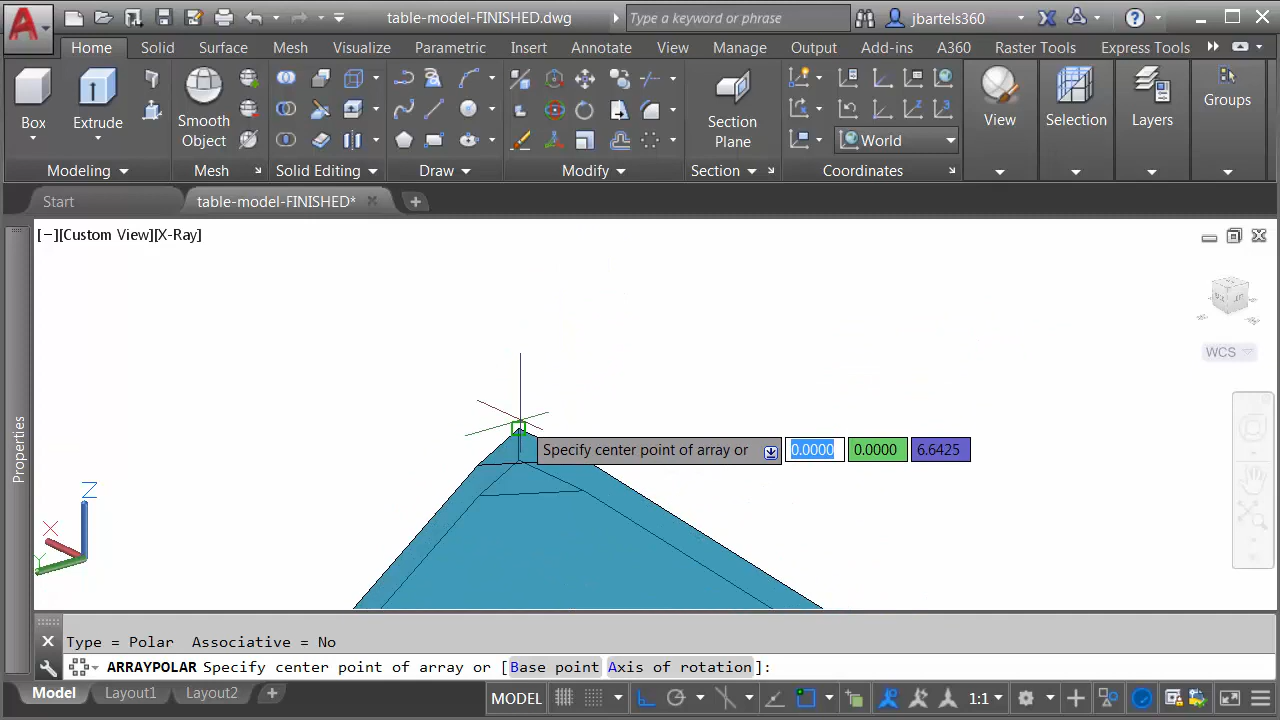 table-model-FINISHED.dwg
Type a keyword or phrase
jbartels360
Home Solid Surface Mesh Visualize Parametric Insert Annotate View Manage Output Add-ins A360 Raster Tools Express Tools
Box
Extrude
Smooth
Object
Section
Plane
World
View
Selection
Layers
Groups
Modeling Mesh Solid Editing Draw Modify Section Coordinates
Start
table-model-FINISHED*
[−][Custom View][X-Ray]
WCS
Specify center point of array or 0.0000 0.0000 6.6425
Z
X
Y
Properties
Type = Polar Associative = No
ARRAYPOLAR Specify center point of array or [Base point Axis of rotation]:
Model Layout1 Layout2
MODEL
1:1